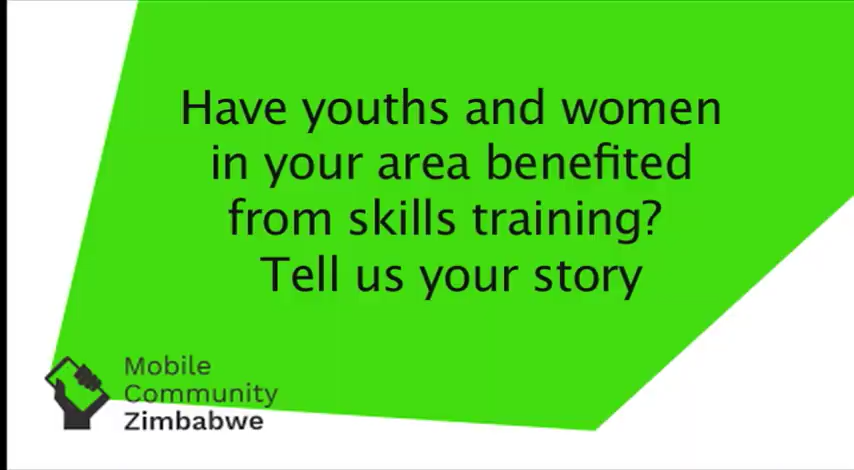 Have youths and women
in your area benefited
from skills training?
Tell us your story
Mobile
Community
Zimbabwe